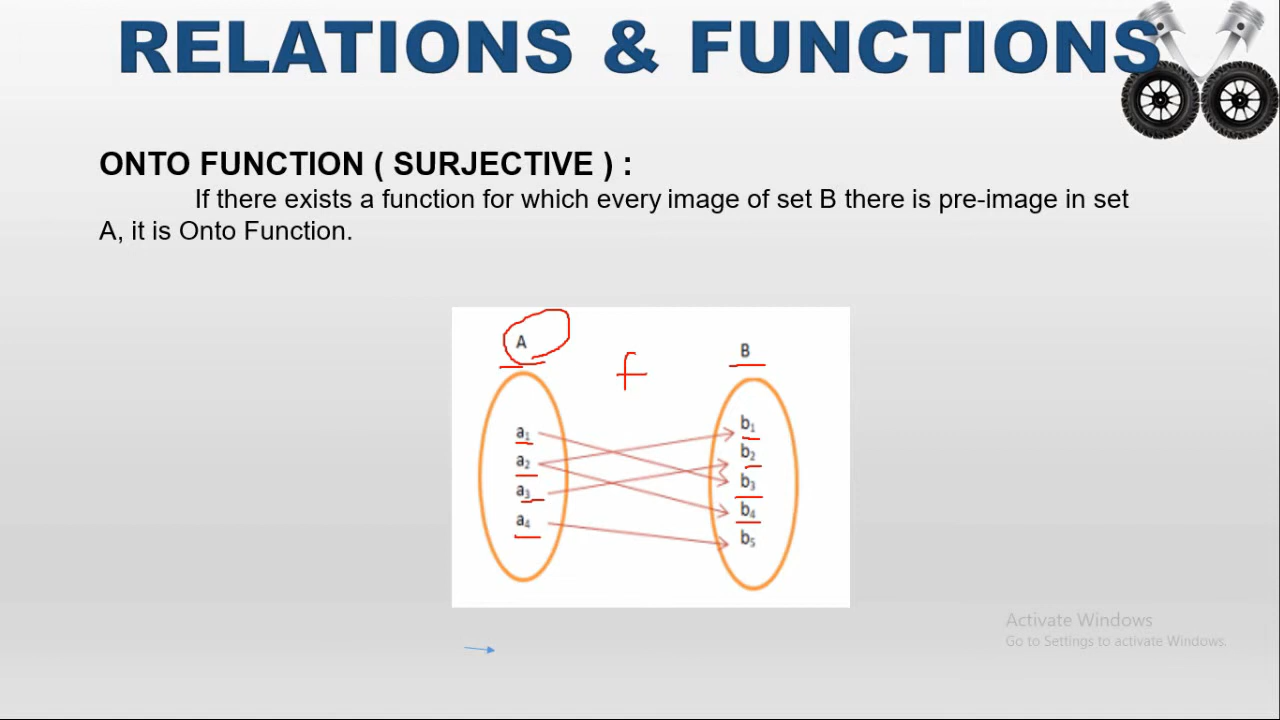 RELATIONS & FUNCTIONS
ONTO FUNCTION ( SURJECTIVE ) :
If there exists a function for which every image of set B there is pre-image in set
A, it is Onto Function.
A
f
B
a₁
a₂
a₃
a₄
b₁
b₂
b₃
b₄
b₅
Activate Windows
Go to Settings to activate Windows.